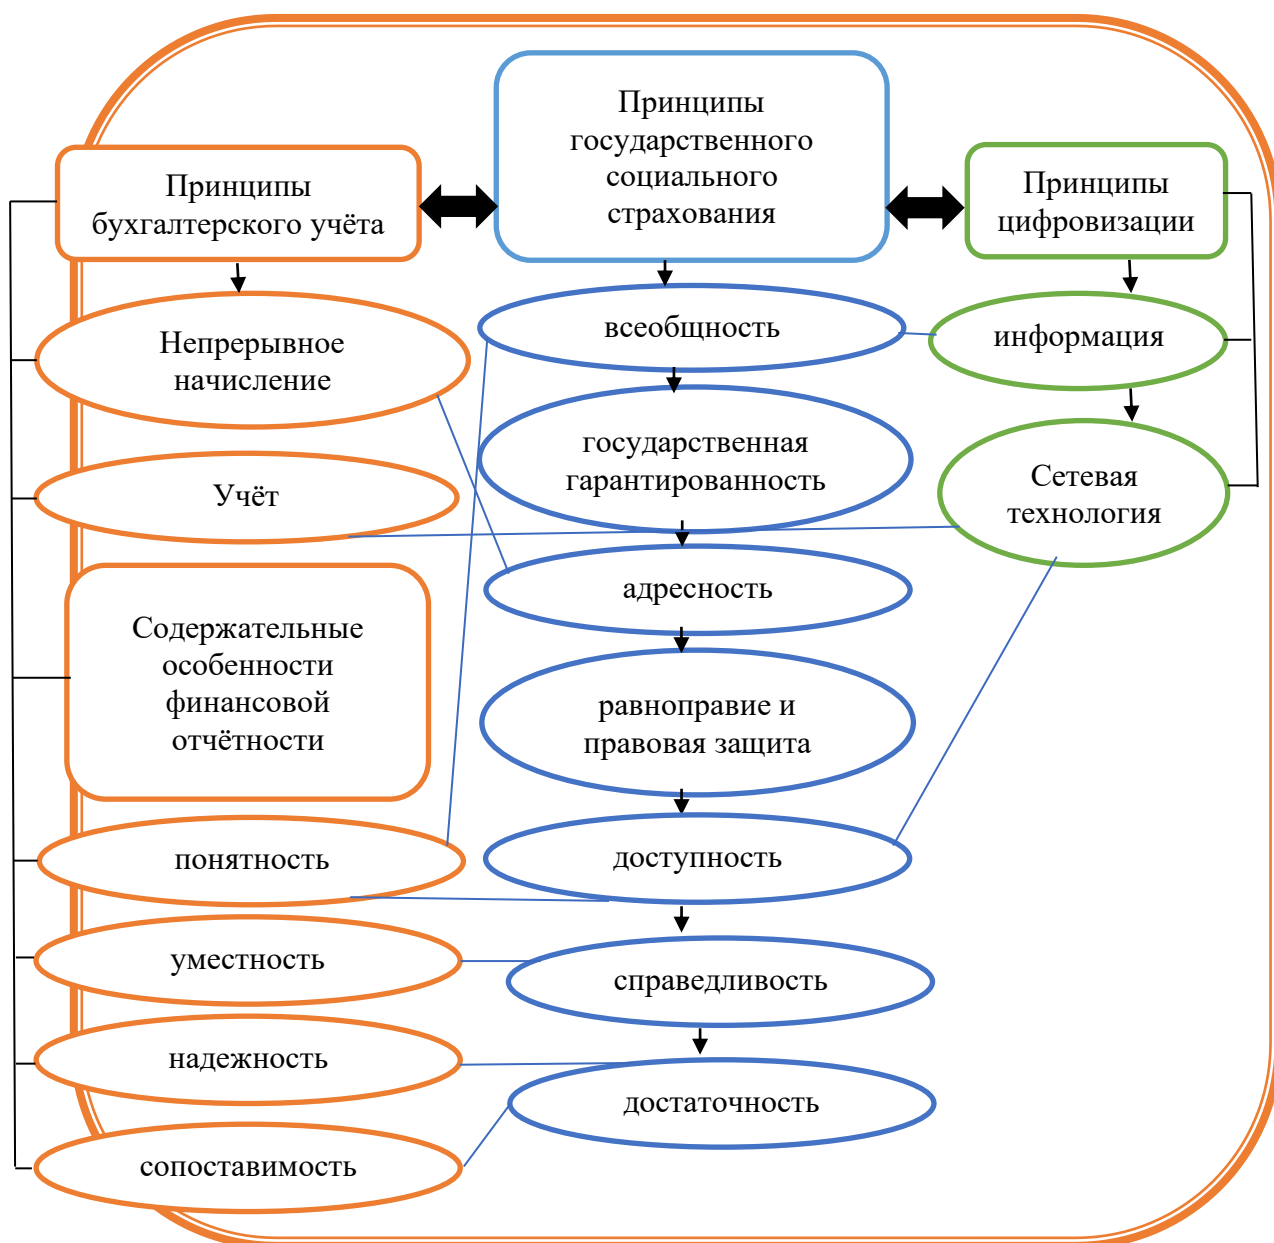 Принципы
бухгалтерского учёта
Непрерывное
начисление
Учёт
Содержательные
особенности
финансовой
отчётности
понятность
уместность
надежность
сопоставимость
Принципы
государственного
социального
страхования
всеобщность
государственная
гарантированность
адресность
равноправие и
правовая защита
доступность
справедливость
достаточность
Принципы
цифровизации
информация
Сетевая
технология